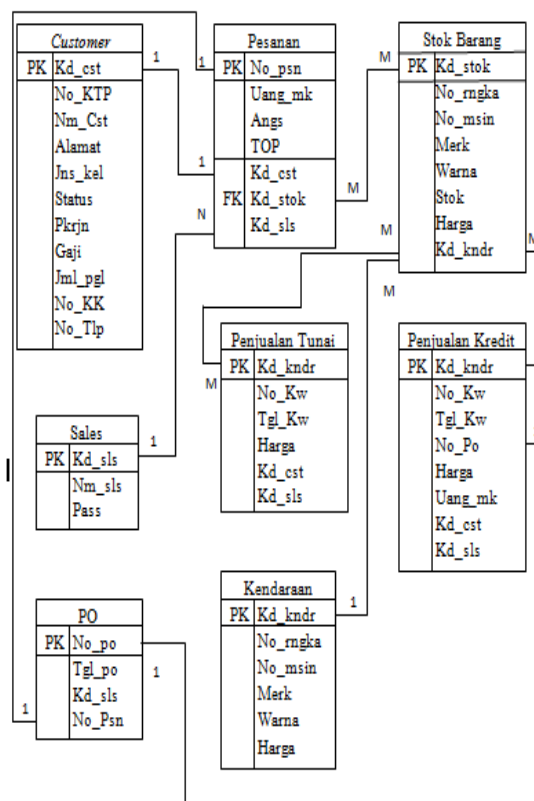 Customer
PK Kd_cst
No_KTP
Nm_Cst
Alamat
Jns_kel
Status
Pkrjn
Gaji
Jml_pgl
No_KK
No_Tlp
1
1
Pesanan
PK No_psn
Uang_mk
Angs
TOP
Kd_cst
FK Kd_stok
Kd_sls
1
N
M
M
Stok Barang
PK Kd_stok
No_rngka
No_msin
Merk
Warna
Stok
Harga
Kd_kndr
M
M
M
Penjualan Tunai
PK Kd_kndr
No_Kw
Tgl_Kw
Harga
Kd_cst
Kd_sls
M
Penjualan Kredit
PK Kd_kndr
No_Kw
Tgl_Kw
No_Po
Harga
Uang_mk
Kd_cst
Kd_sls
Sales
PK Kd_sls
Nm_sls
Pass
1
Kendaraan
PK Kd_kndr
No_rngka
No_msin
Merk
Warna
Harga
1
PO
PK No_po
Tgl_po
Kd_sls
No_Psn
1
1